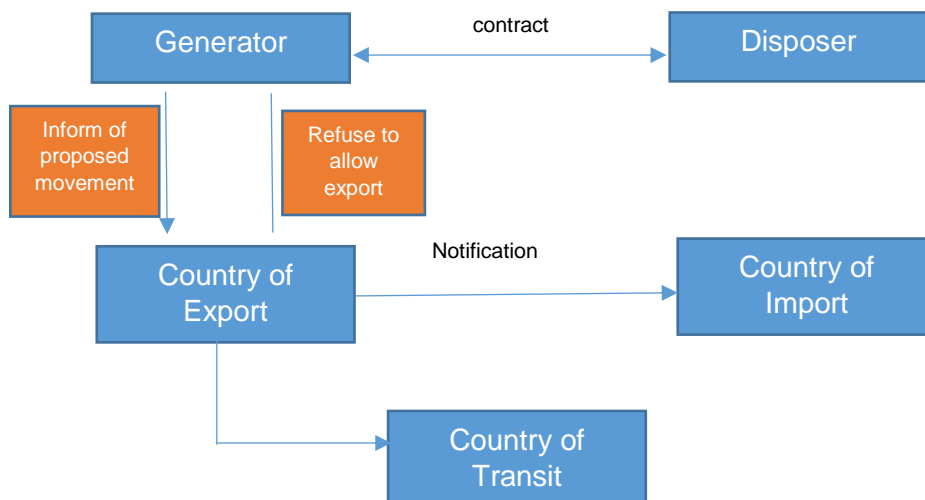 Generator
contract
Disposer
Inform of
proposed
movement
Refuse to
allow
export
Country of
Export
Notification
Country of
Import
Country of
Transit